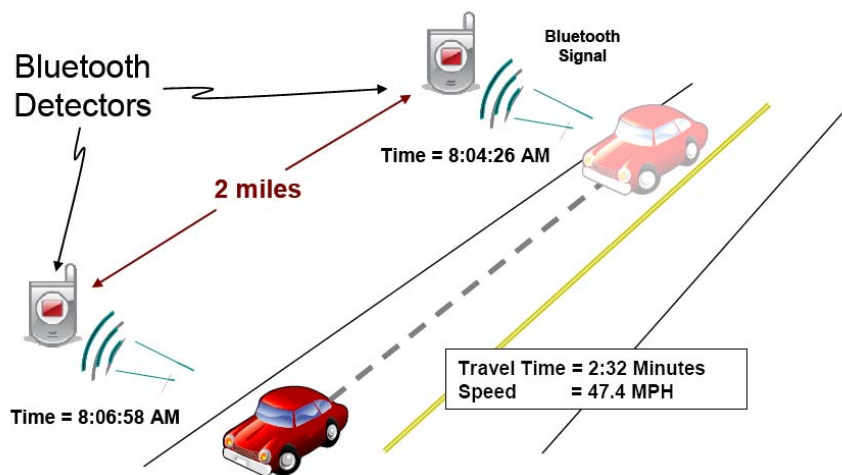 Bluetooth
Detectors
Bluetooth
Signal
Time = 8:04:26 AM
2 miles
Time = 8:06:58 AM
Travel Time = 2:32 Minutes
Speed = 47.4 MPH